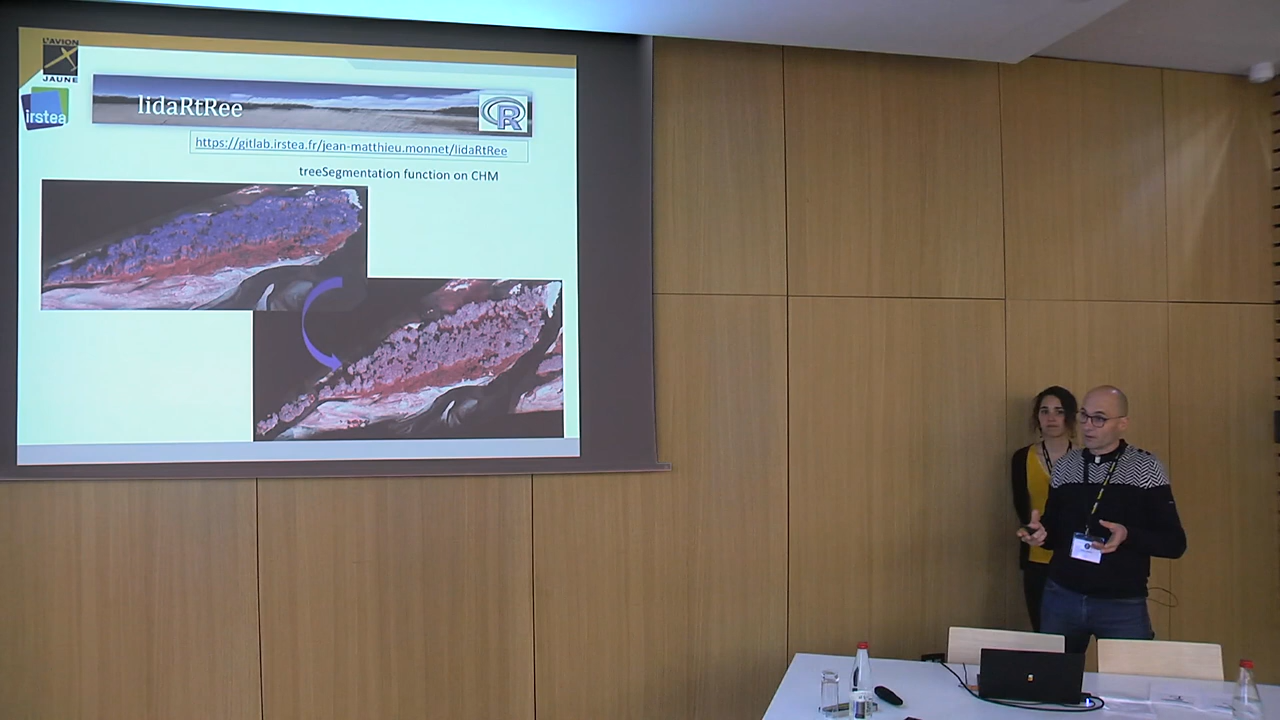 L'AVION
JAUNE
irstea
lidaRtRee
R
https://gitlab.irstea.fr/jean-matthieu.monnet/lidaRtRee
treeSegmentation function on CHM